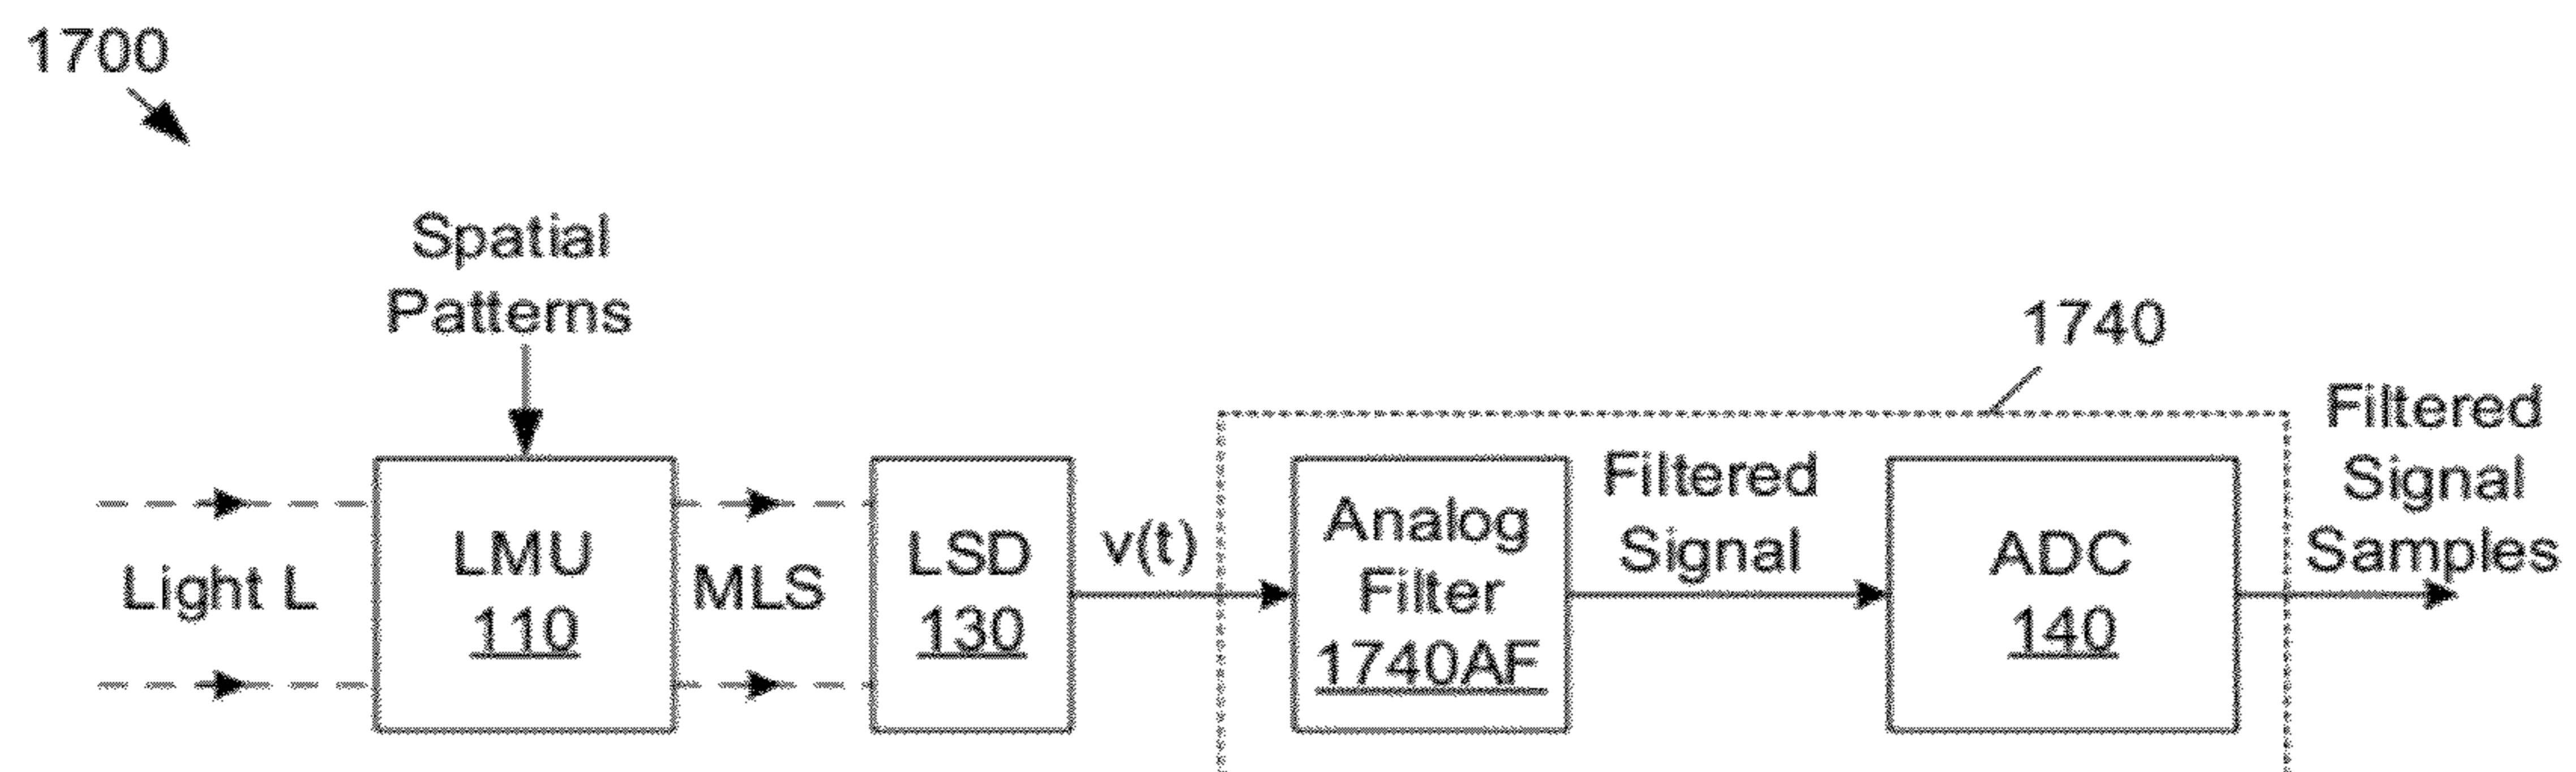 1700
Spatial
Patterns
1740
Filtered
Signal
Samples
Light L
LMU
110
MLS
LSD
130
v(t)
Analog
Filter
1740AF
Filtered
Signal
ADC
140